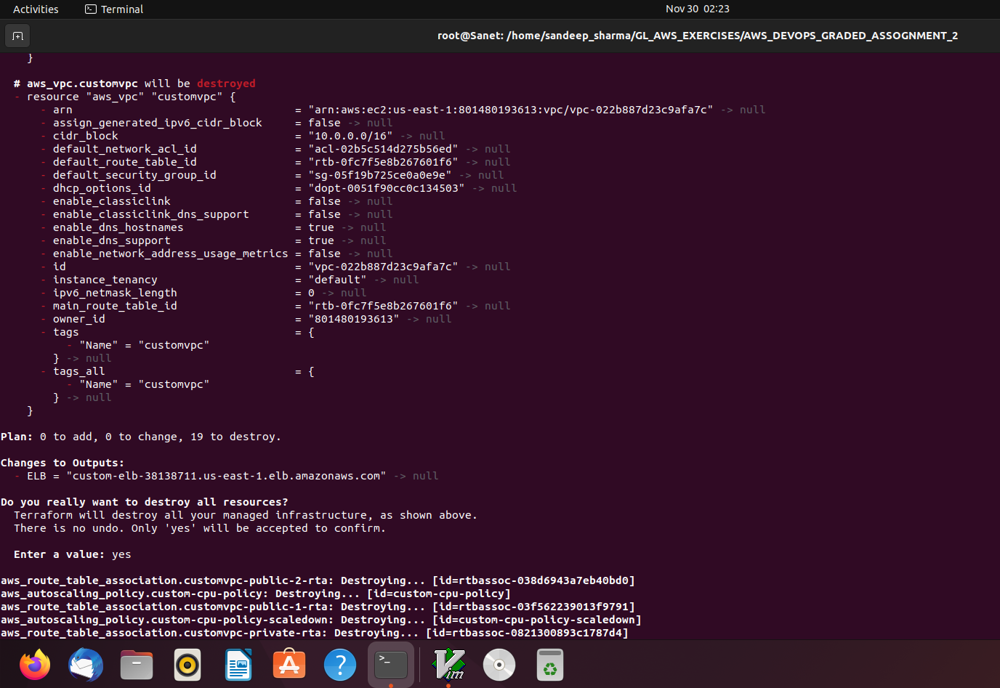 Activities
Terminal
Nov 30 02:23
root@Sanet: /home/sandeep_sharma/GL_AWS_EXERCISES/AWS_DEVOPS_GRADED_ASSOGNMENT_2
}
# aws_vpc.customvpc will be destroyed
- resource "aws_vpc" "customvpc" {
- arn = "arn:aws:ec2:us-east-1:801480193613:vpc/vpc-022b887d23c9afa7c" -> null
- assign_generated_ipv6_cidr_block = false -> null
- cidr_block = "10.0.0.0/16" -> null
- default_network_acl_id = "acl-02b5c514d275b56ed" -> null
- default_route_table_id = "rtb-0fc7f5e8b267601f6" -> null
- default_security_group_id = "sg-05f19b725ce0a0e9e" -> null
- dhcp_options_id = "dopt-0051f90cc0c134503" -> null
- enable_classiclink = false -> null
- enable_classiclink_dns_support = false -> null
- enable_dns_hostnames = true -> null
- enable_dns_support = true -> null
- enable_network_address_usage_metrics = false -> null
- id = "vpc-022b887d23c9afa7c" -> null
- instance_tenancy = "default" -> null
- ipv6_netmask_length = 0 -> null
- main_route_table_id = "rtb-0fc7f5e8b267601f6" -> null
- owner_id = "801480193613" -> null
- tags = {
- "Name" = "customvpc"
} -> null
- tags_all = {
- "Name" = "customvpc"
} -> null
}
Plan: 0 to add, 0 to change, 19 to destroy.
Changes to Outputs:
- ELB = "custom-elb-38138711.us-east-1.elb.amazonaws.com" -> null
Do you really want to destroy all resources?
Terraform will destroy all your managed infrastructure, as shown above.
There is no undo. Only 'yes' will be accepted to confirm.
Enter a value: yes
aws_route_table_association.customvpc-public-2-rta: Destroying... [id=rtbassoc-038d6943a7eb40bd0]
aws_autoscaling_policy.custom-cpu-policy: Destroying... [id=custom-cpu-policy]
aws_route_table_association.customvpc-public-1-rta: Destroying... [id=rtbassoc-03f562239013f9791]
aws_autoscaling_policy.custom-cpu-policy-scaledown: Destroying... [id=custom-cpu-policy-scaledown]
aws_route_table_association.customvpc-private-rta: Destroying... [id=rtbassoc-0821300893c1787d4]
>_
Vim